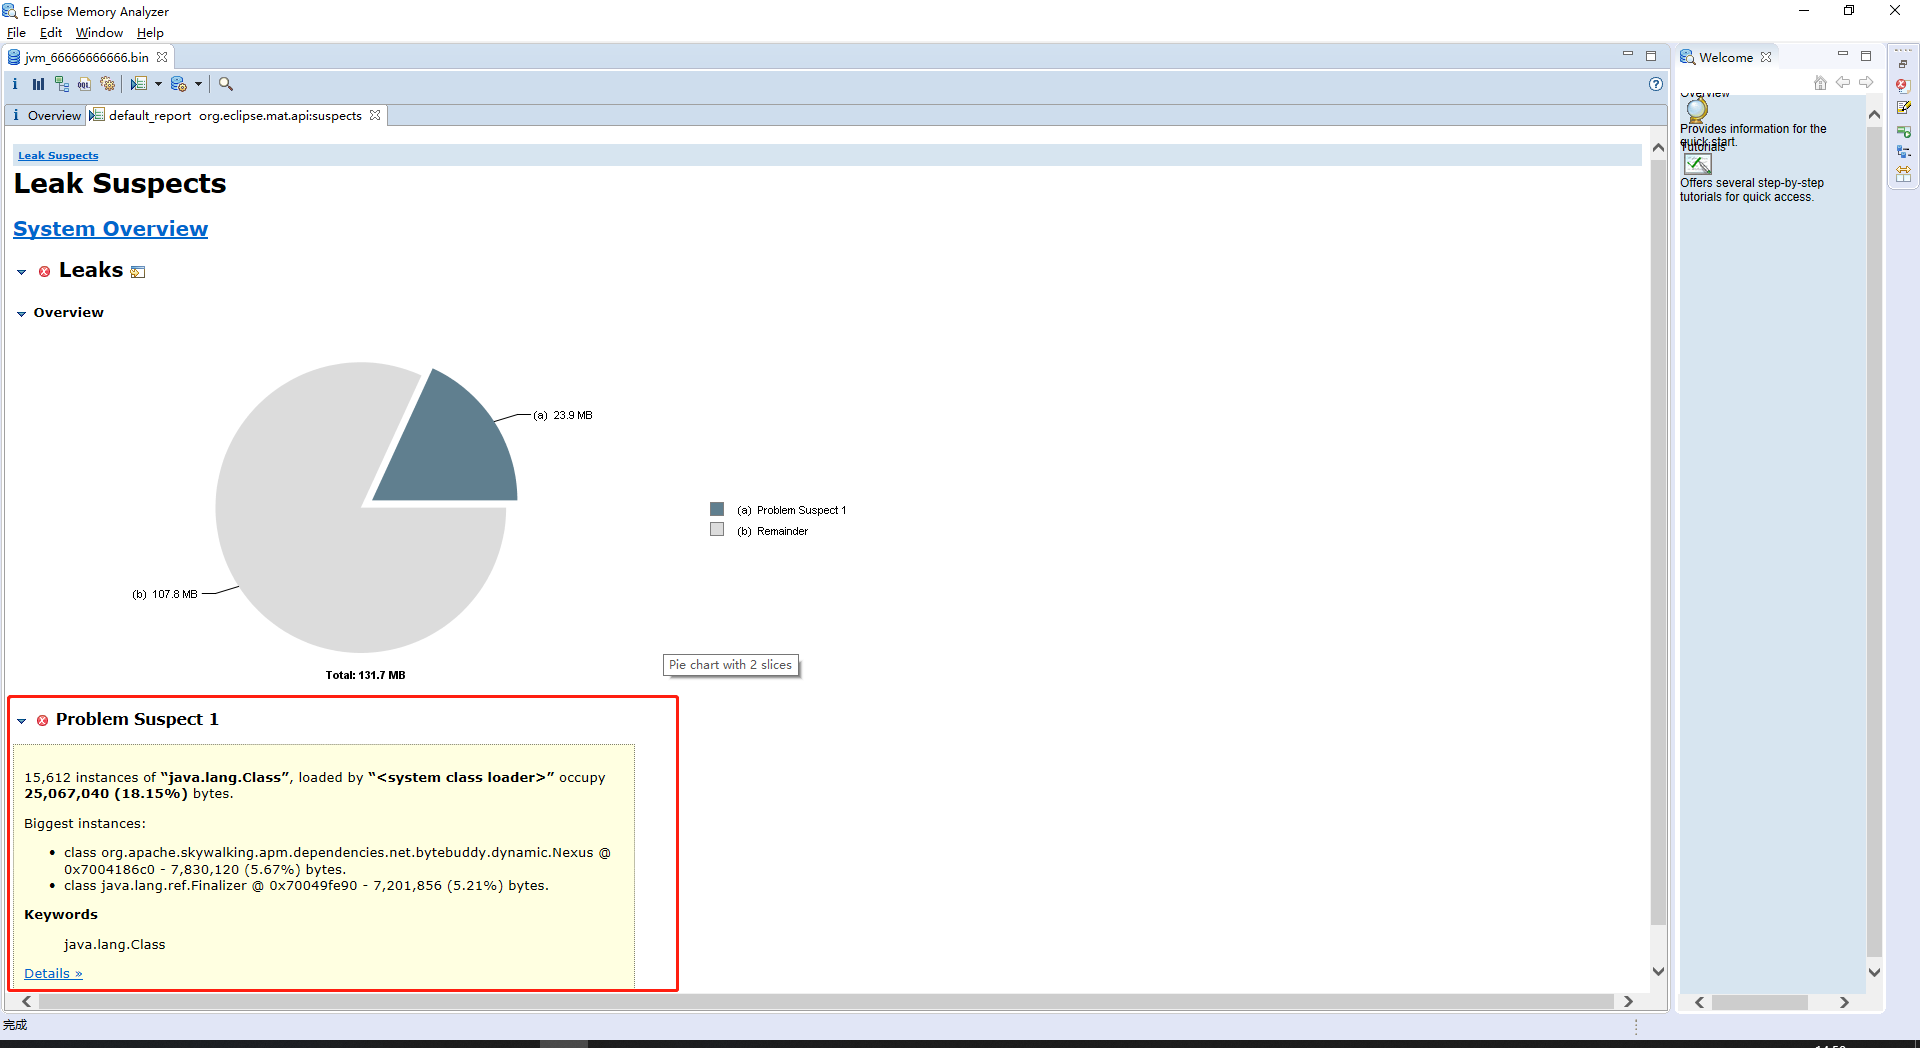 Eclipse Memory Analyzer
File Edit Window Help
jvm_66666666666.bin
Welcome
i OQL
i Overview default_report org.eclipse.mat.api:suspects
Leak Suspects
Leak Suspects
System Overview
Leaks
Overview
(a) 23.9 MB
(a) Problem Suspect 1
(b) Remainder
(b) 107.8 MB
Total: 131.7 MB
Pie chart with 2 slices
Problem Suspect 1
15,612 instances of “java.lang.Class”, loaded by “<system class loader>” occupy
25,067,040 (18.15%) bytes.
Biggest instances:
• class org.apache.skywalking.apm.dependencies.net.bytebuddy.dynamic.Nexus @
0x7004186c0 - 7,830,120 (5.67%) bytes.
• class java.lang.ref.Finalizer @ 0x70049fe90 - 7,201,856 (5.21%) bytes.
Keywords
java.lang.Class
Details »
Overview
Provides information for the
quick start.
Tutorials
Offers several step-by-step
tutorials for quick access.
完成